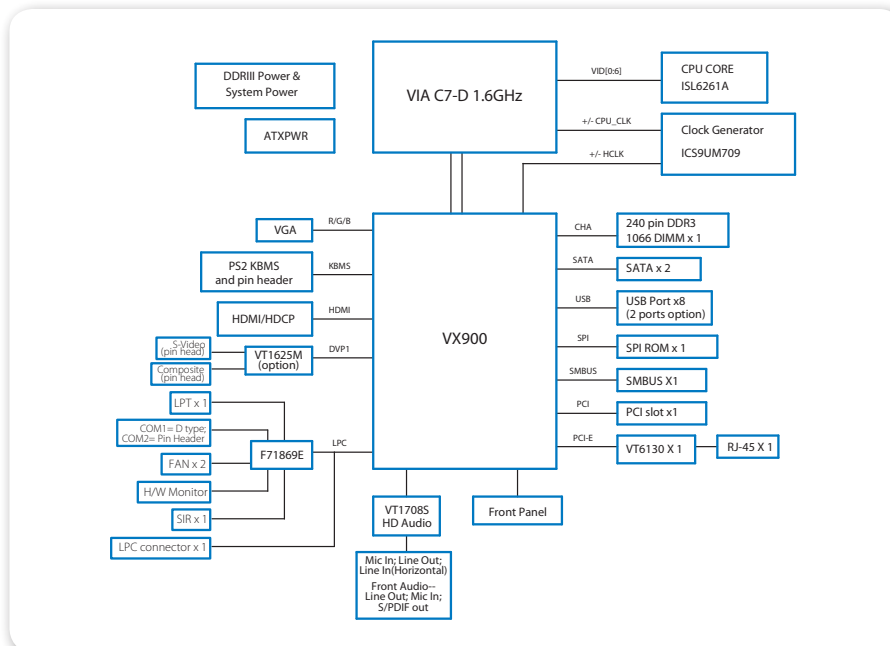 DDRIII Power &
System Power
ATXPWR
VIA C7-D 1.6GHz
VID[0:6]
CPU CORE
ISL6261A
+/- CPU_CLK
Clock Generator
ICS9UM709
+/- HCLK
VGA
R/G/B
PS2 KBMS
and pin header
KBMS
HDMI/HDCP
HDMI
S-Video
(pin head)
Composite
(pin head)
VT1625M
(option)
DVP1
LPT x 1
COM1= D type;
COM2= Pin Header
FAN x 2
H/W Monitor
SIR x 1
LPC connector x 1
F71869E
LPC
VX900
CHA
240 pin DDR3
1066 DIMM x 1
SATA
SATA x 2
USB
USB Port x8
(2 ports option)
SPI
SPI ROM x 1
SMBUS
SMBUS X1
PCI
PCI slot x1
PCI-E
VT6130 X 1
RJ-45 X 1
VT1708S
HD Audio
Front Panel
Mic In; Line Out;
Line In(Horizontal)
Front Audio--
Line Out; Mic In;
S/PDIF out